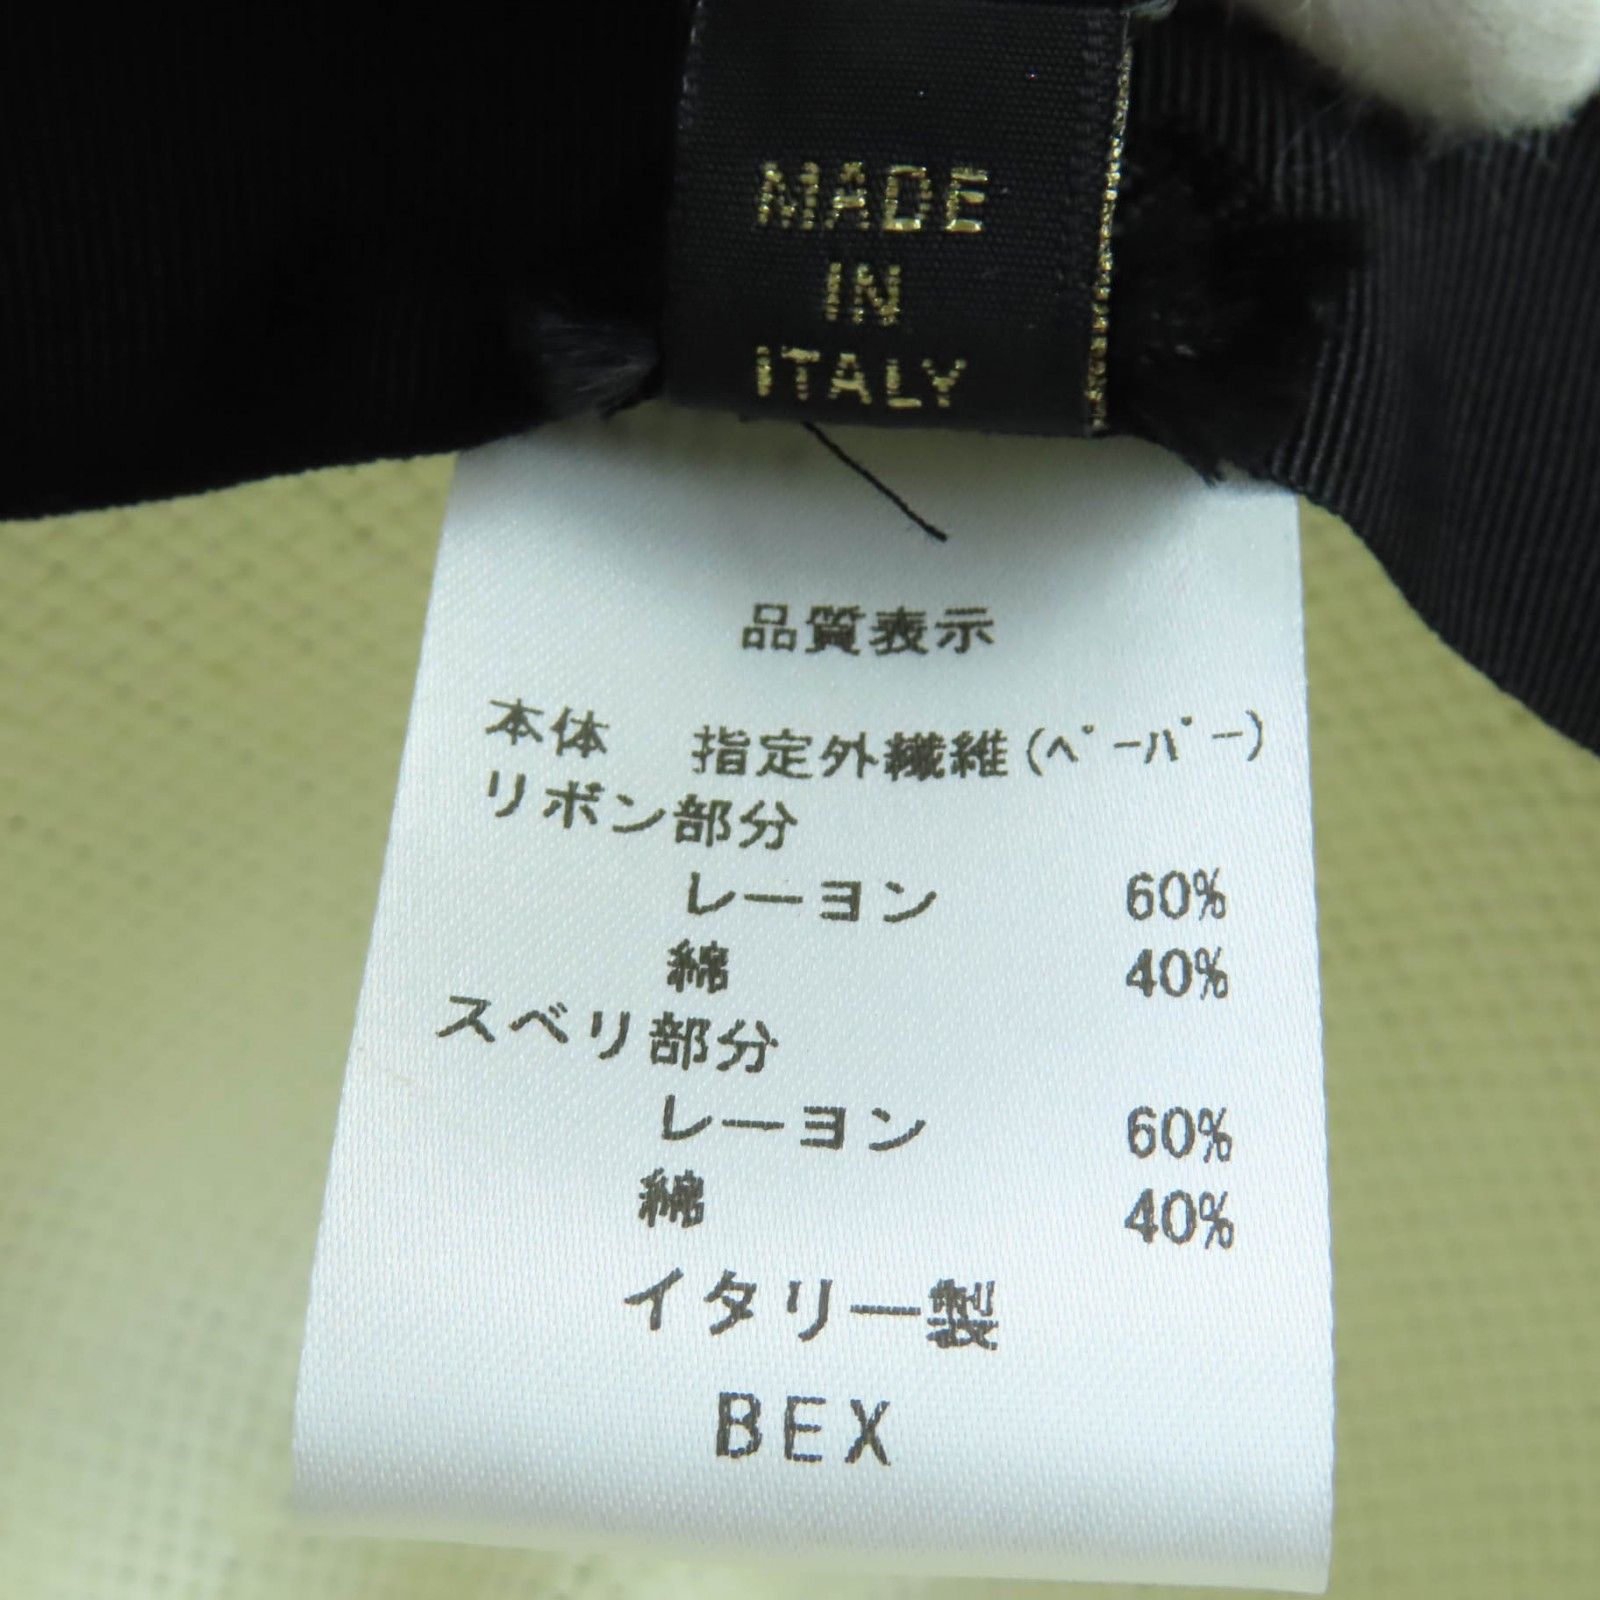 MADE
IN
ITALY
品質表示
本体 指定外繊維(ペーパー)
リボン部分
レーヨン 60%
綿 40%
スベリ部分
レーヨン 60%
綿 40%
イタリー製
BEX